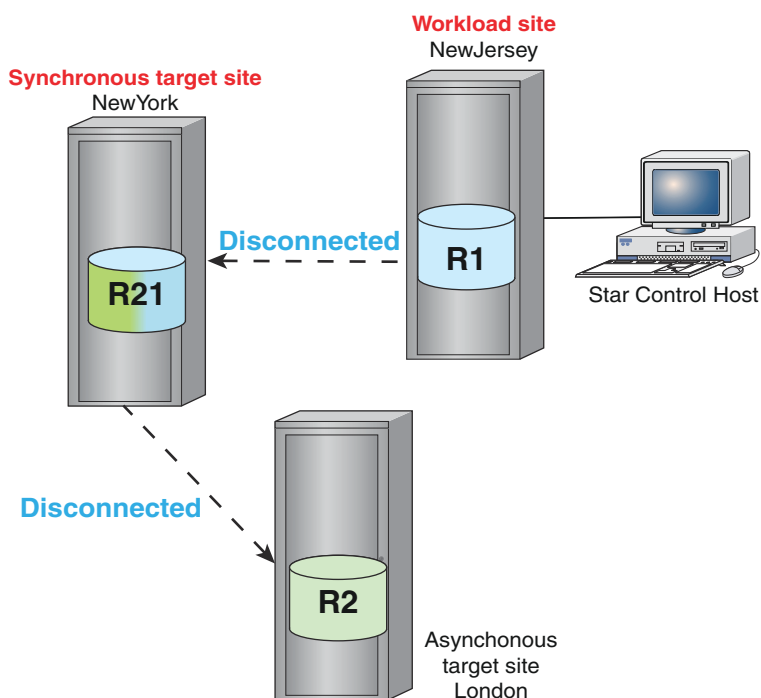 Workload site
NewJersey
Synchronous target site
NewYork
Disconnected
R1
R21
Star Control Host
Disconnected
R2
Asynchonous
target site
London